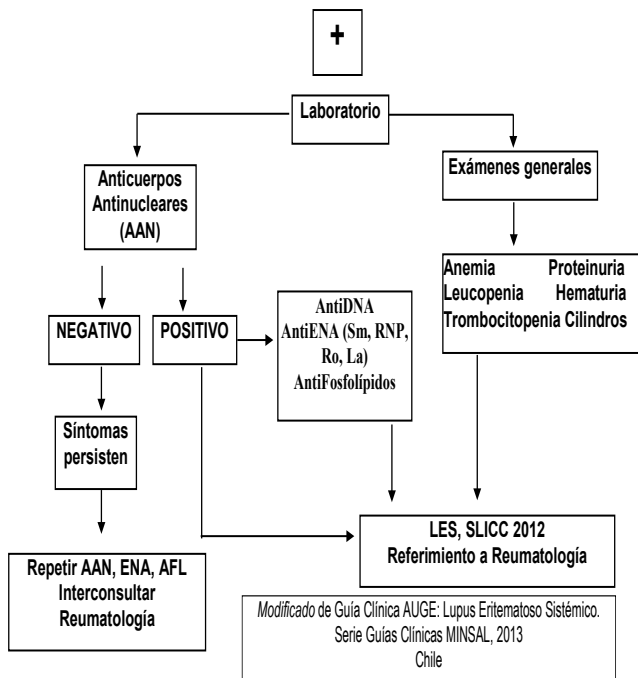 +
Laboratorio
Anticuerpos
Antinucleares
(AAN)
Exámenes generales
Anemia Proteinuria
Leucopenia Hematuria
Trombocitopenia Cilindros
NEGATIVO
POSITIVO
AntiDNA
AntiENA (Sm, RNP,
Ro, La)
AntiFosfolípidos
Síntomas
persisten
Repetir AAN, ENA, AFL
Interconsultar
Reumatología
LES, SLICC 2012
Referimiento a Reumatología
Modificado de Guía Clínica AUGE: Lupus Eritematoso Sistémico.
Serie Guías Clínicas MINSAL, 2013
Chile